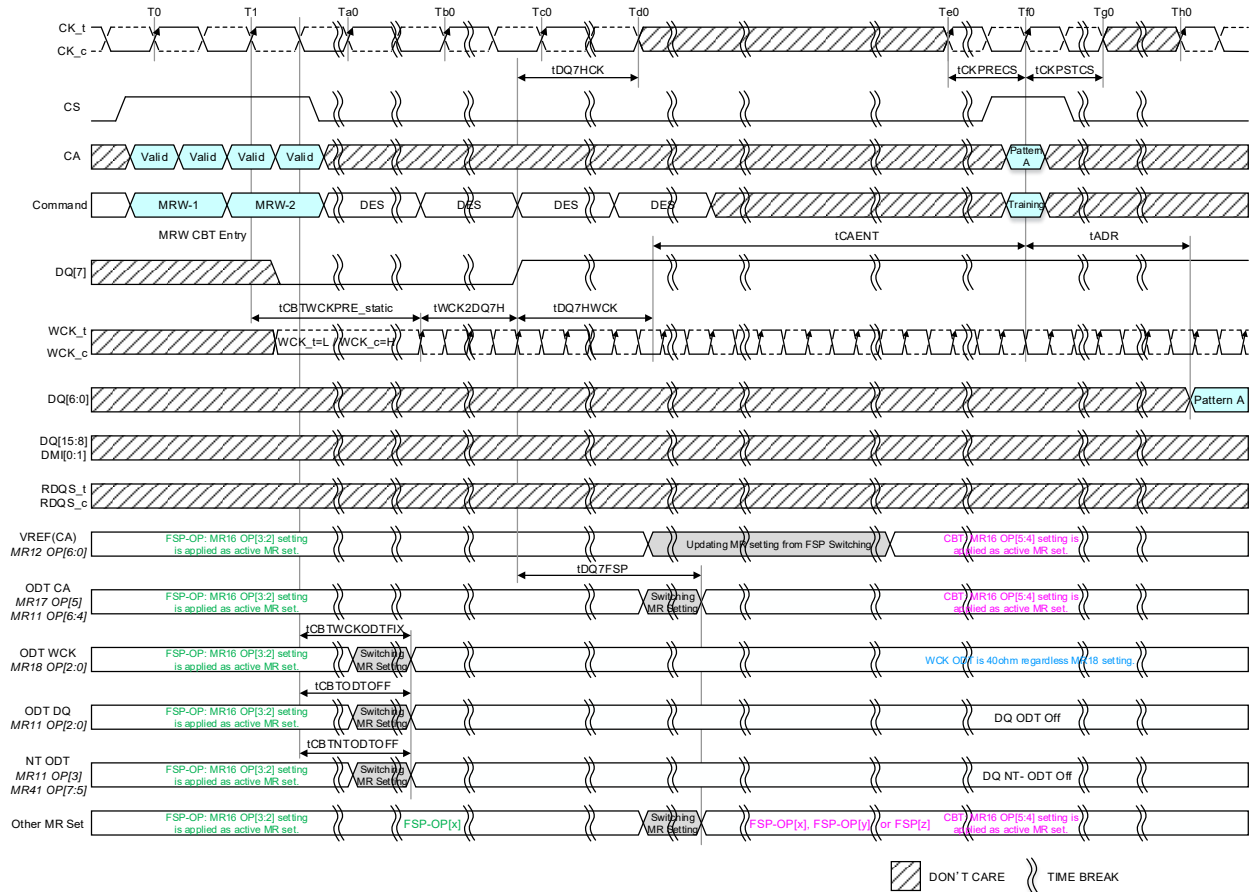 T0 T1 Ta0 Tb0 Tc0 Td0 Te0 Tf0 Tg0 Th0
CK_t
CK_c
tDQ7HCK tCKPRECS tCKPSTCS
CS
CA Valid Valid Valid Valid Pattern A
Command MRW-1 MRW-2 DES DES DES DES Training
MRW CBT Entry
tCAENT tADR
DQ[7]
tCBTWCKPRE_static tWCK2DQ7H tDQ7HWCK
WCK_t
WCK_c
WCK_t=L / WCK_c=H
DQ[6:0] Pattern A
DQ[15:8]
DMI[0:1]
RDQS_t
RDQS_c
VREF(CA)
MR12 OP[6:0]
FSP-OP: MR16 OP[3:2] setting
is applied as active MR set.
Updating MR setting from FSP Switching
CBT: MR16 OP[5:4] setting is
applied as active MR set.
tDQ7FSP
ODT CA
MR17 OP[5]
MR11 OP[6:4]
FSP-OP: MR16 OP[3:2] setting
is applied as active MR set.
Switching
MR Setting
CBT: MR16 OP[5:4] setting is
applied as active MR set.
tCBTWCKODTFIX
ODT WCK
MR18 OP[2:0]
FSP-OP: MR16 OP[3:2] setting
is applied as active MR set.
Switching
MR Setting
WCK ODT is 40ohm regardless MR18 setting.
tCBTODTOFF
ODT DQ
MR11 OP[2:0]
FSP-OP: MR16 OP[3:2] setting
is applied as active MR set.
Switching
MR Setting
DQ ODT Off
tCBTNTODTOFF
NT ODT
MR11 OP[3]
MR41 OP[7:5]
FSP-OP: MR16 OP[3:2] setting
is applied as active MR set.
Switching
MR Setting
DQ NT- ODT Off
Other MR Set
FSP-OP: MR16 OP[3:2] setting
is applied as active MR set.
FSP-OP[x]
Switching
MR Setting
FSP-OP[x], FSP-OP[y] or FSP[z]
CBT: MR16 OP[5:4] setting is
applied as active MR set.
DON'T CARE TIME BREAK